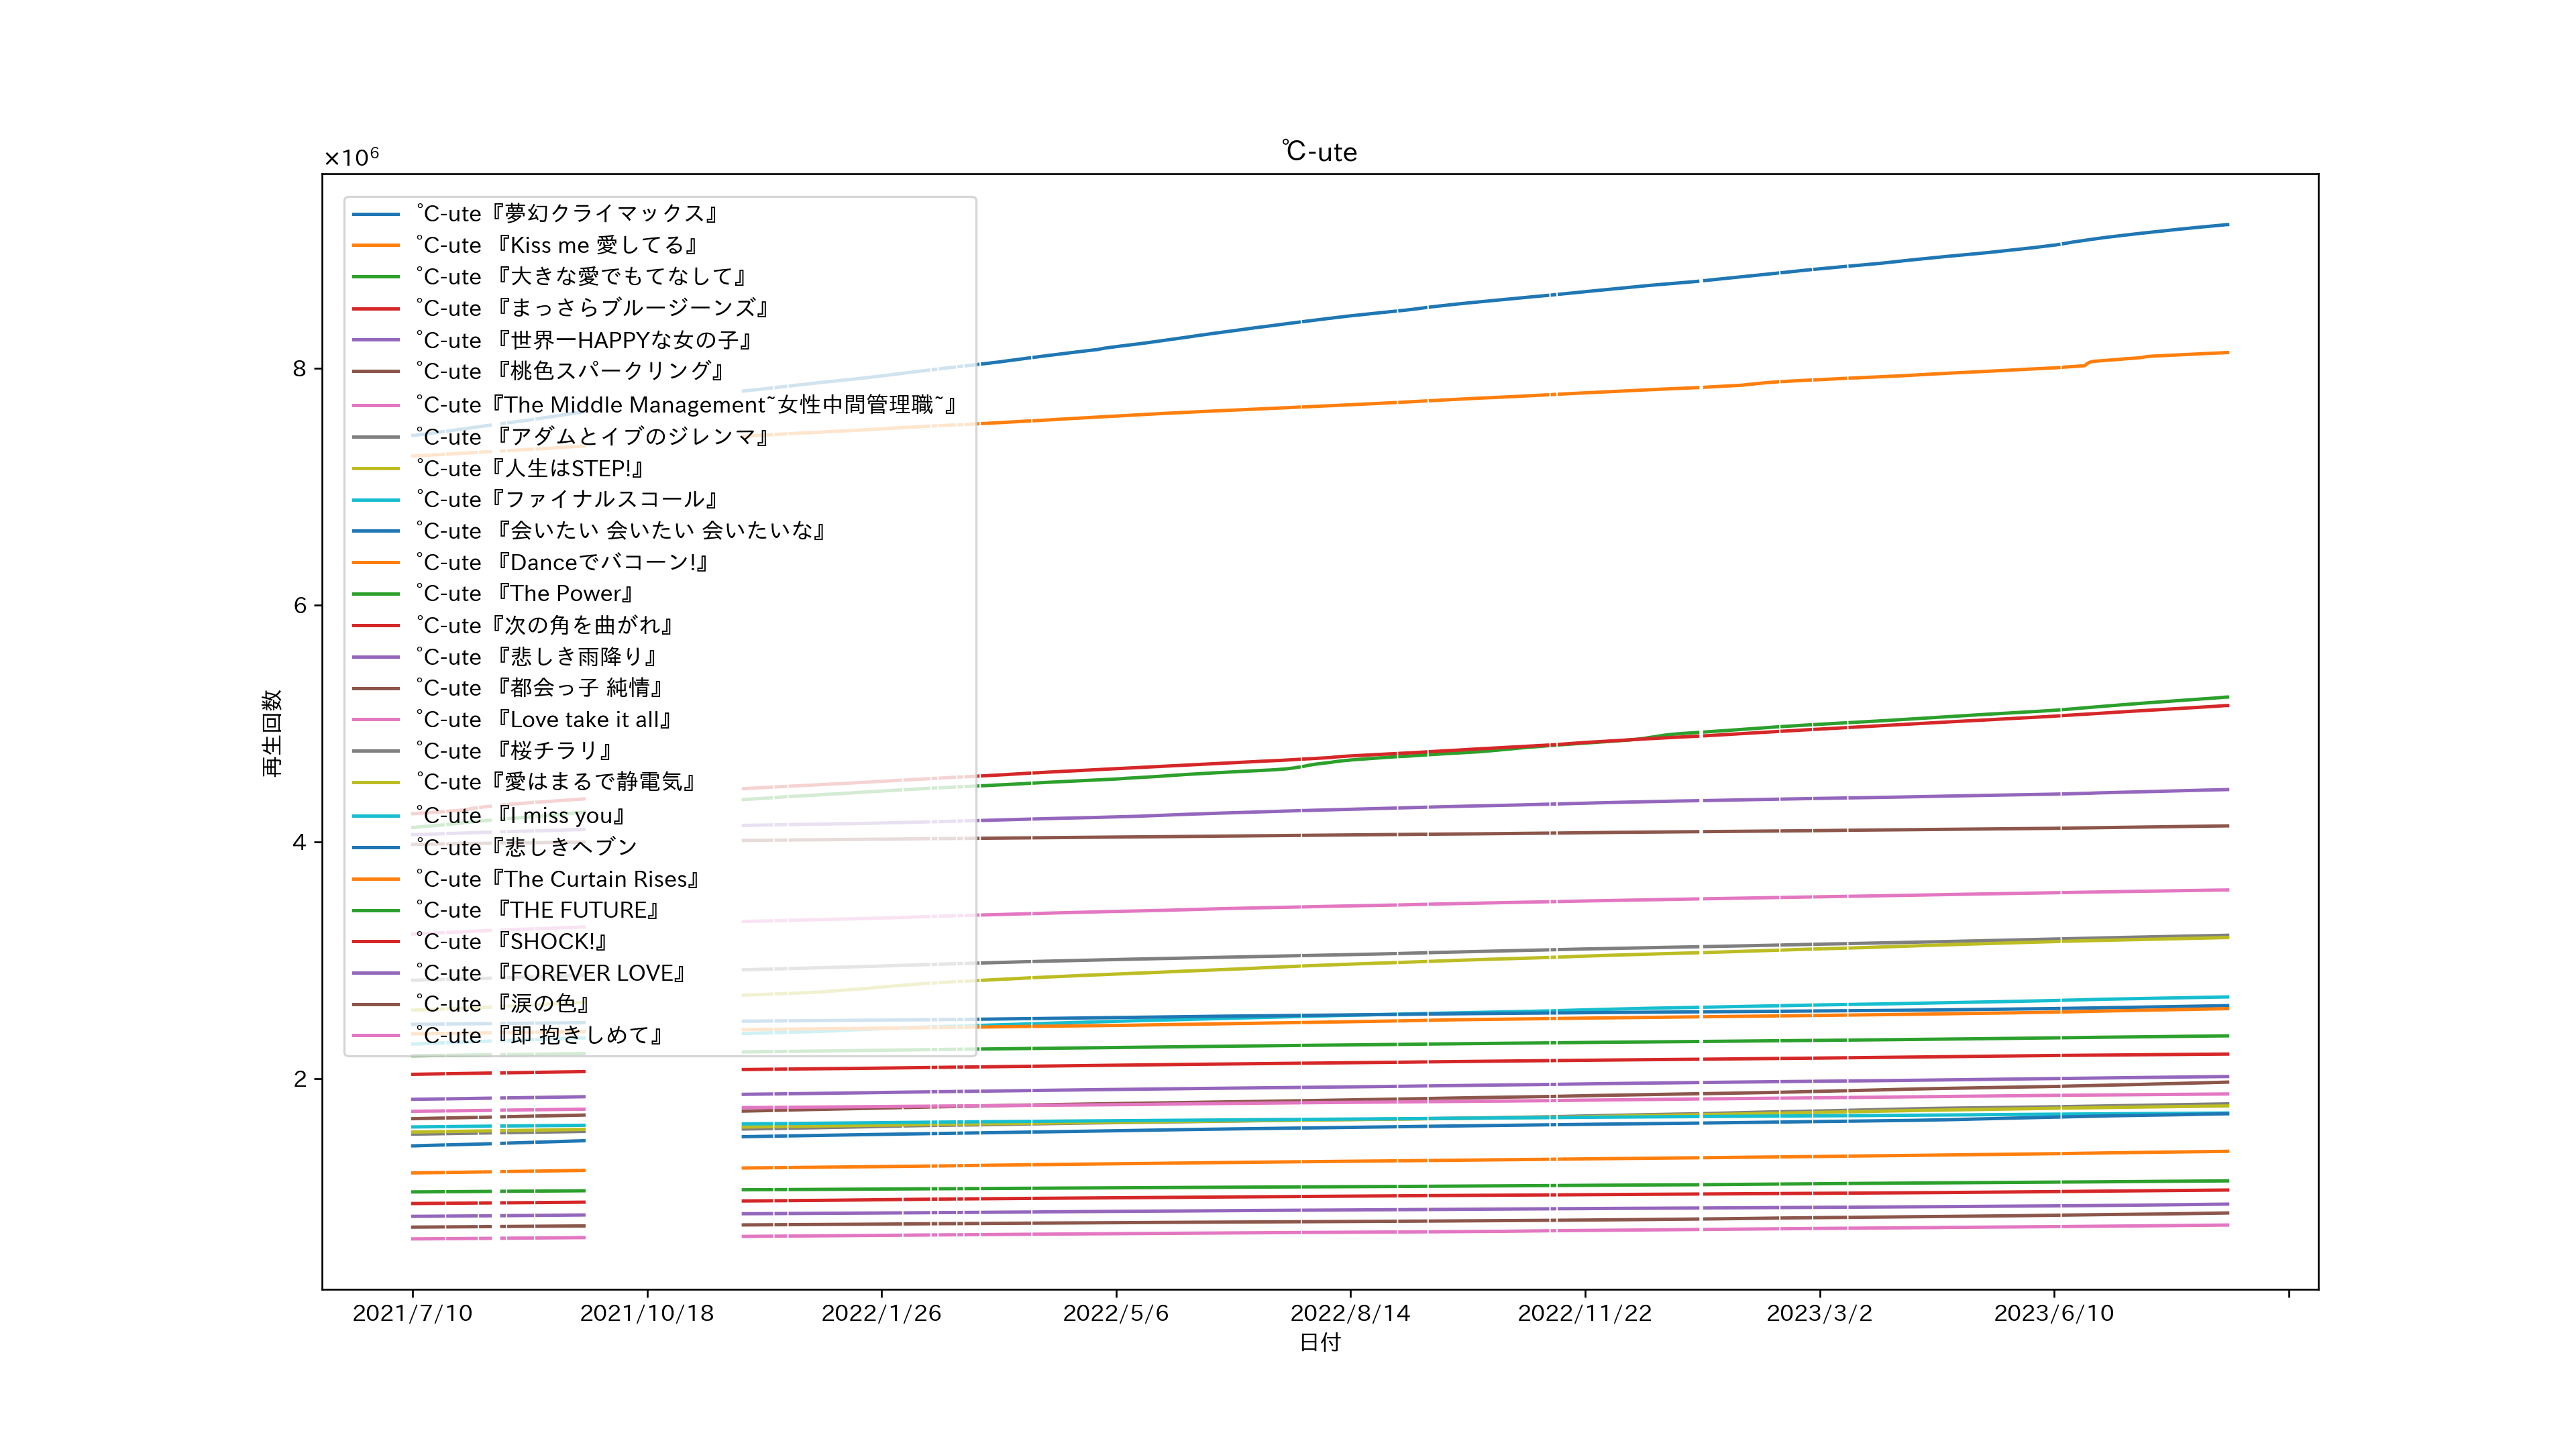 ℃-ute
×10⁶
℃-ute『夢幻クライマックス』
℃-ute 『Kiss me 愛してる』
℃-ute 『大きな愛でもてなして』
℃-ute 『まっさらブルージーンズ』
℃-ute 『世界一HAPPYな女の子』
℃-ute 『桃色スパークリング』
℃-ute『The Middle Management~女性中間管理職~』
℃-ute 『アダムとイブのジレンマ』
℃-ute『人生はSTEP!』
℃-ute『ファイナルスコール』
℃-ute 『会いたい 会いたい 会いたいな』
℃-ute 『Danceでバコーン!』
℃-ute 『The Power』
℃-ute『次の角を曲がれ』
℃-ute 『悲しき雨降り』
℃-ute 『都会っ子 純情』
℃-ute 『Love take it all』
℃-ute 『桜チラリ』
℃-ute『愛はまるで静電気』
℃-ute『I miss you』
℃-ute『悲しきヘブン
℃-ute『The Curtain Rises』
℃-ute 『THE FUTURE』
℃-ute 『SHOCK!』
℃-ute 『FOREVER LOVE』
℃-ute 『涙の色』
℃-ute 『即 抱きしめて』
8
6
4
2
再生回数
2021/7/10 2021/10/18 2022/1/26 2022/5/6 2022/8/14 2022/11/22 2023/3/2 2023/6/10
日付